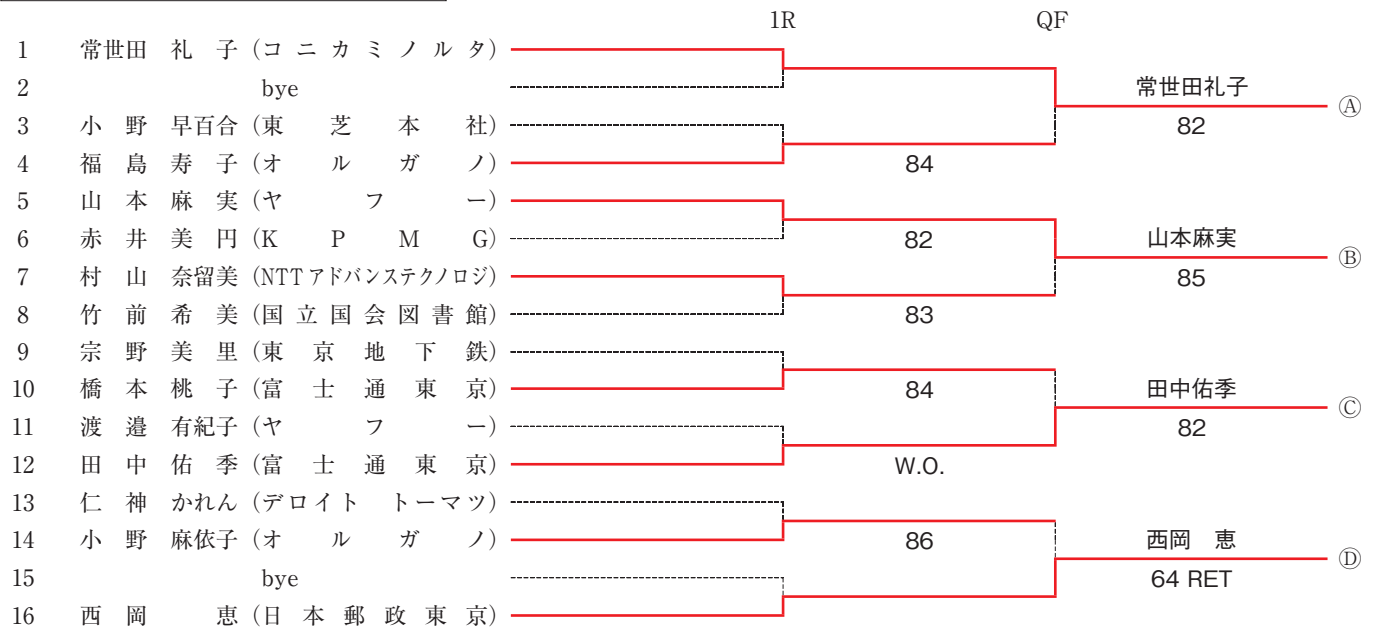 1R QF
1 常世田 礼 子 (コ ニ カ ミ ノ ル タ)
2 bye
常世田礼子
Ⓐ
3 小 野 早百合 (東 芝 本 社)
82
4 福 島 寿 子 (オ ル ガ ノ)
84
5 山 本 麻 実 (ヤ フ ー)
6 赤 井 美 円 (K P M G)
82
山本麻実
Ⓑ
7 村 山 奈留美 (NTTアドバンステクノロジ)
85
8 竹 前 希 美 (国 立 国 会 図 書 館)
83
9 宗 野 美 里 (東 京 地 下 鉄)
10 橋 本 桃 子 (富 士 通 東 京)
84
田中佑季
Ⓒ
11 渡 邉 有紀子 (ヤ フ ー)
82
12 田 中 佑 季 (富 士 通 東 京)
W.O.
13 仁 神 かれん (デロイト トーマツ)
14 小 野 麻依子 (オ ル ガ ノ)
86
西岡 恵
Ⓓ
15 bye
64 RET
16 西 岡 恵 (日 本 郵 政 東 京)